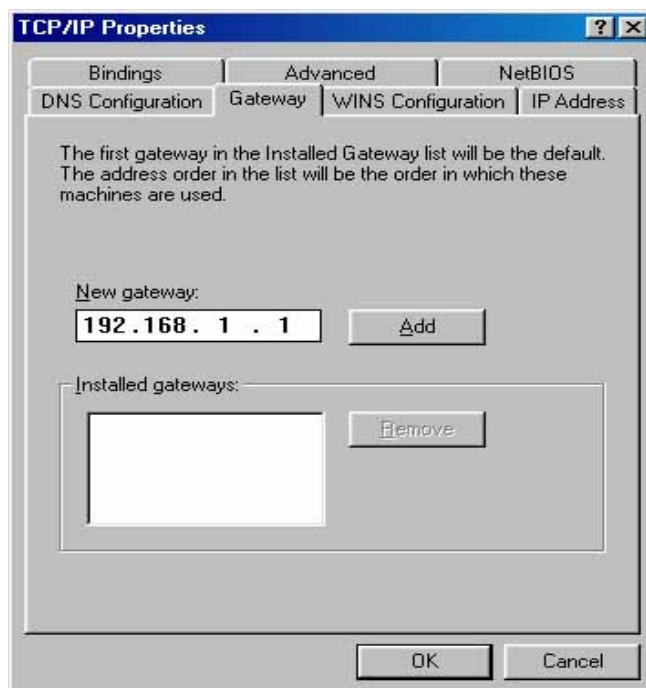 TCP/IP Properties
? ×
Bindings Advanced NetBIOS
DNS Configuration Gateway WINS Configuration IP Address
The first gateway in the Installed Gateway list will be the default.
The address order in the list will be the order in which these
machines are used.
New gateway:
192.168. 1 . 1 Add
Installed gateways:
Remove
OK Cancel